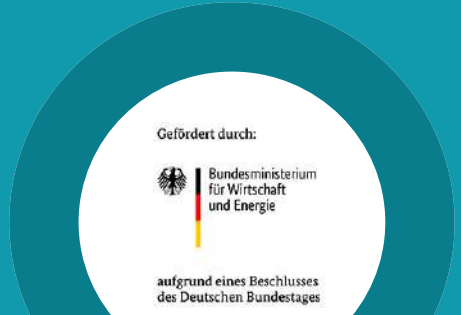 Gefördert durch:
Bundesministerium
für Wirtschaft
und Energie
aufgrund eines Beschlusses
des Deutschen Bundestages